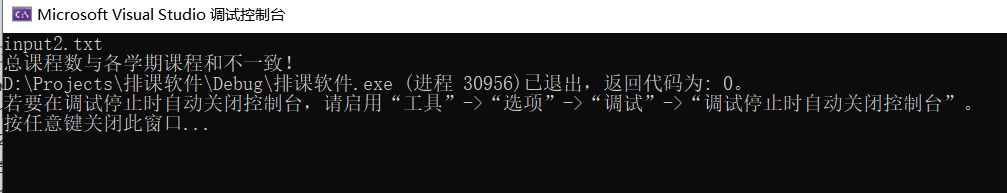 Microsoft Visual Studio 调试控制台
input2.txt
总课程数与各学期课程和不一致!
D:\Projects\排课软件\Debug\排课软件.exe (进程 30956)已退出，返回代码为: 0。
若要在调试停止时自动关闭控制台，请启用“工具”->“选项”->“调试”->“调试停止时自动关闭控制台”。
按任意键关闭此窗口...